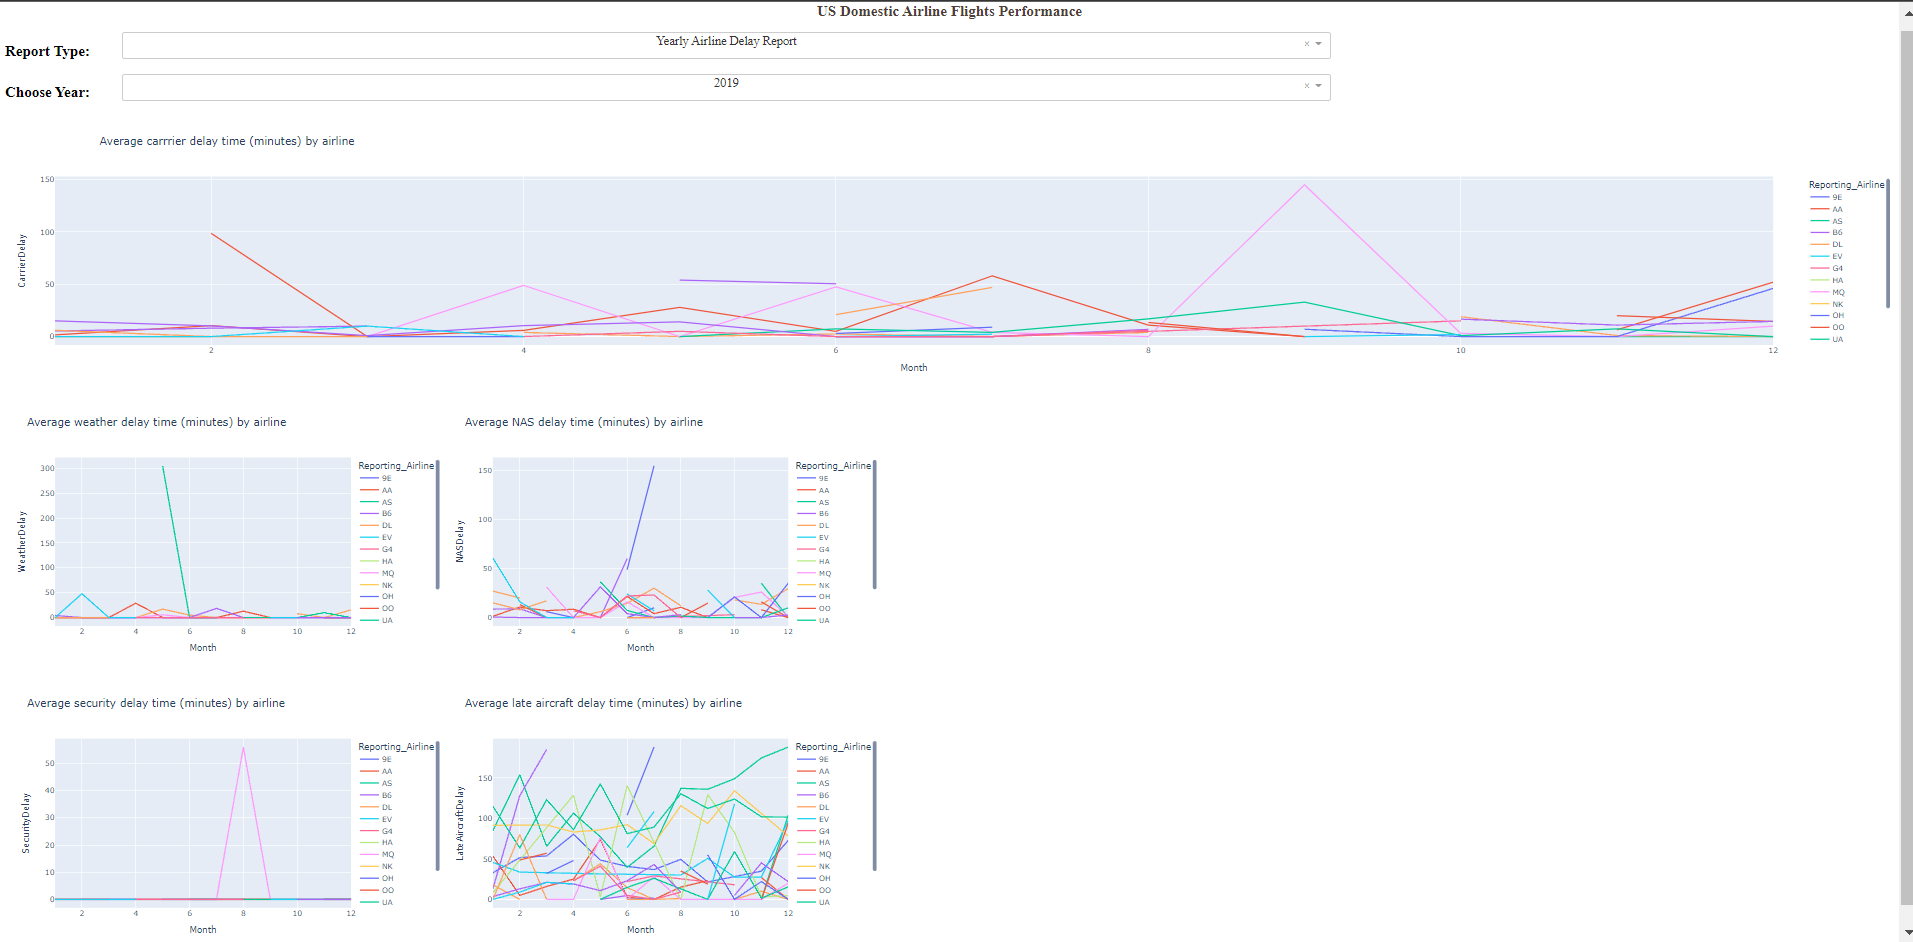 US Domestic Airline Flights Performance
Report Type:
Yearly Airline Delay Report
× 
Choose Year:
2019
×
Average carrrier delay time (minutes) by airline
CarrierDelay
150
100
50
0
2 4 6 8 10 12
Month
Reporting_Airline
9E
AA
AS
B6
DL
EV
G4
HA
MQ
NK
OH
OO
UA
Average weather delay time (minutes) by airline
WeatherDelay
300
250
200
150
100
50
0
2 4 6 8 10 12
Month
Reporting_Airline
9E
AA
AS
B6
DL
EV
G4
HA
MQ
NK
OH
OO
UA
Average NAS delay time (minutes) by airline
NASDelay
150
100
50
0
2 4 6 8 10 12
Month
Reporting_Airline
9E
AA
AS
B6
DL
EV
G4
HA
MQ
NK
OH
OO
UA
Average security delay time (minutes) by airline
SecurityDelay
50
40
30
20
10
0
2 4 6 8 10 12
Month
Reporting_Airline
9E
AA
AS
B6
DL
EV
G4
HA
MQ
NK
OH
OO
UA
Average late aircraft delay time (minutes) by airline
LateAircraftDelay
150
100
50
0
2 4 6 8 10 12
Month
Reporting_Airline
9E
AA
AS
B6
DL
EV
G4
HA
MQ
NK
OH
OO
UA